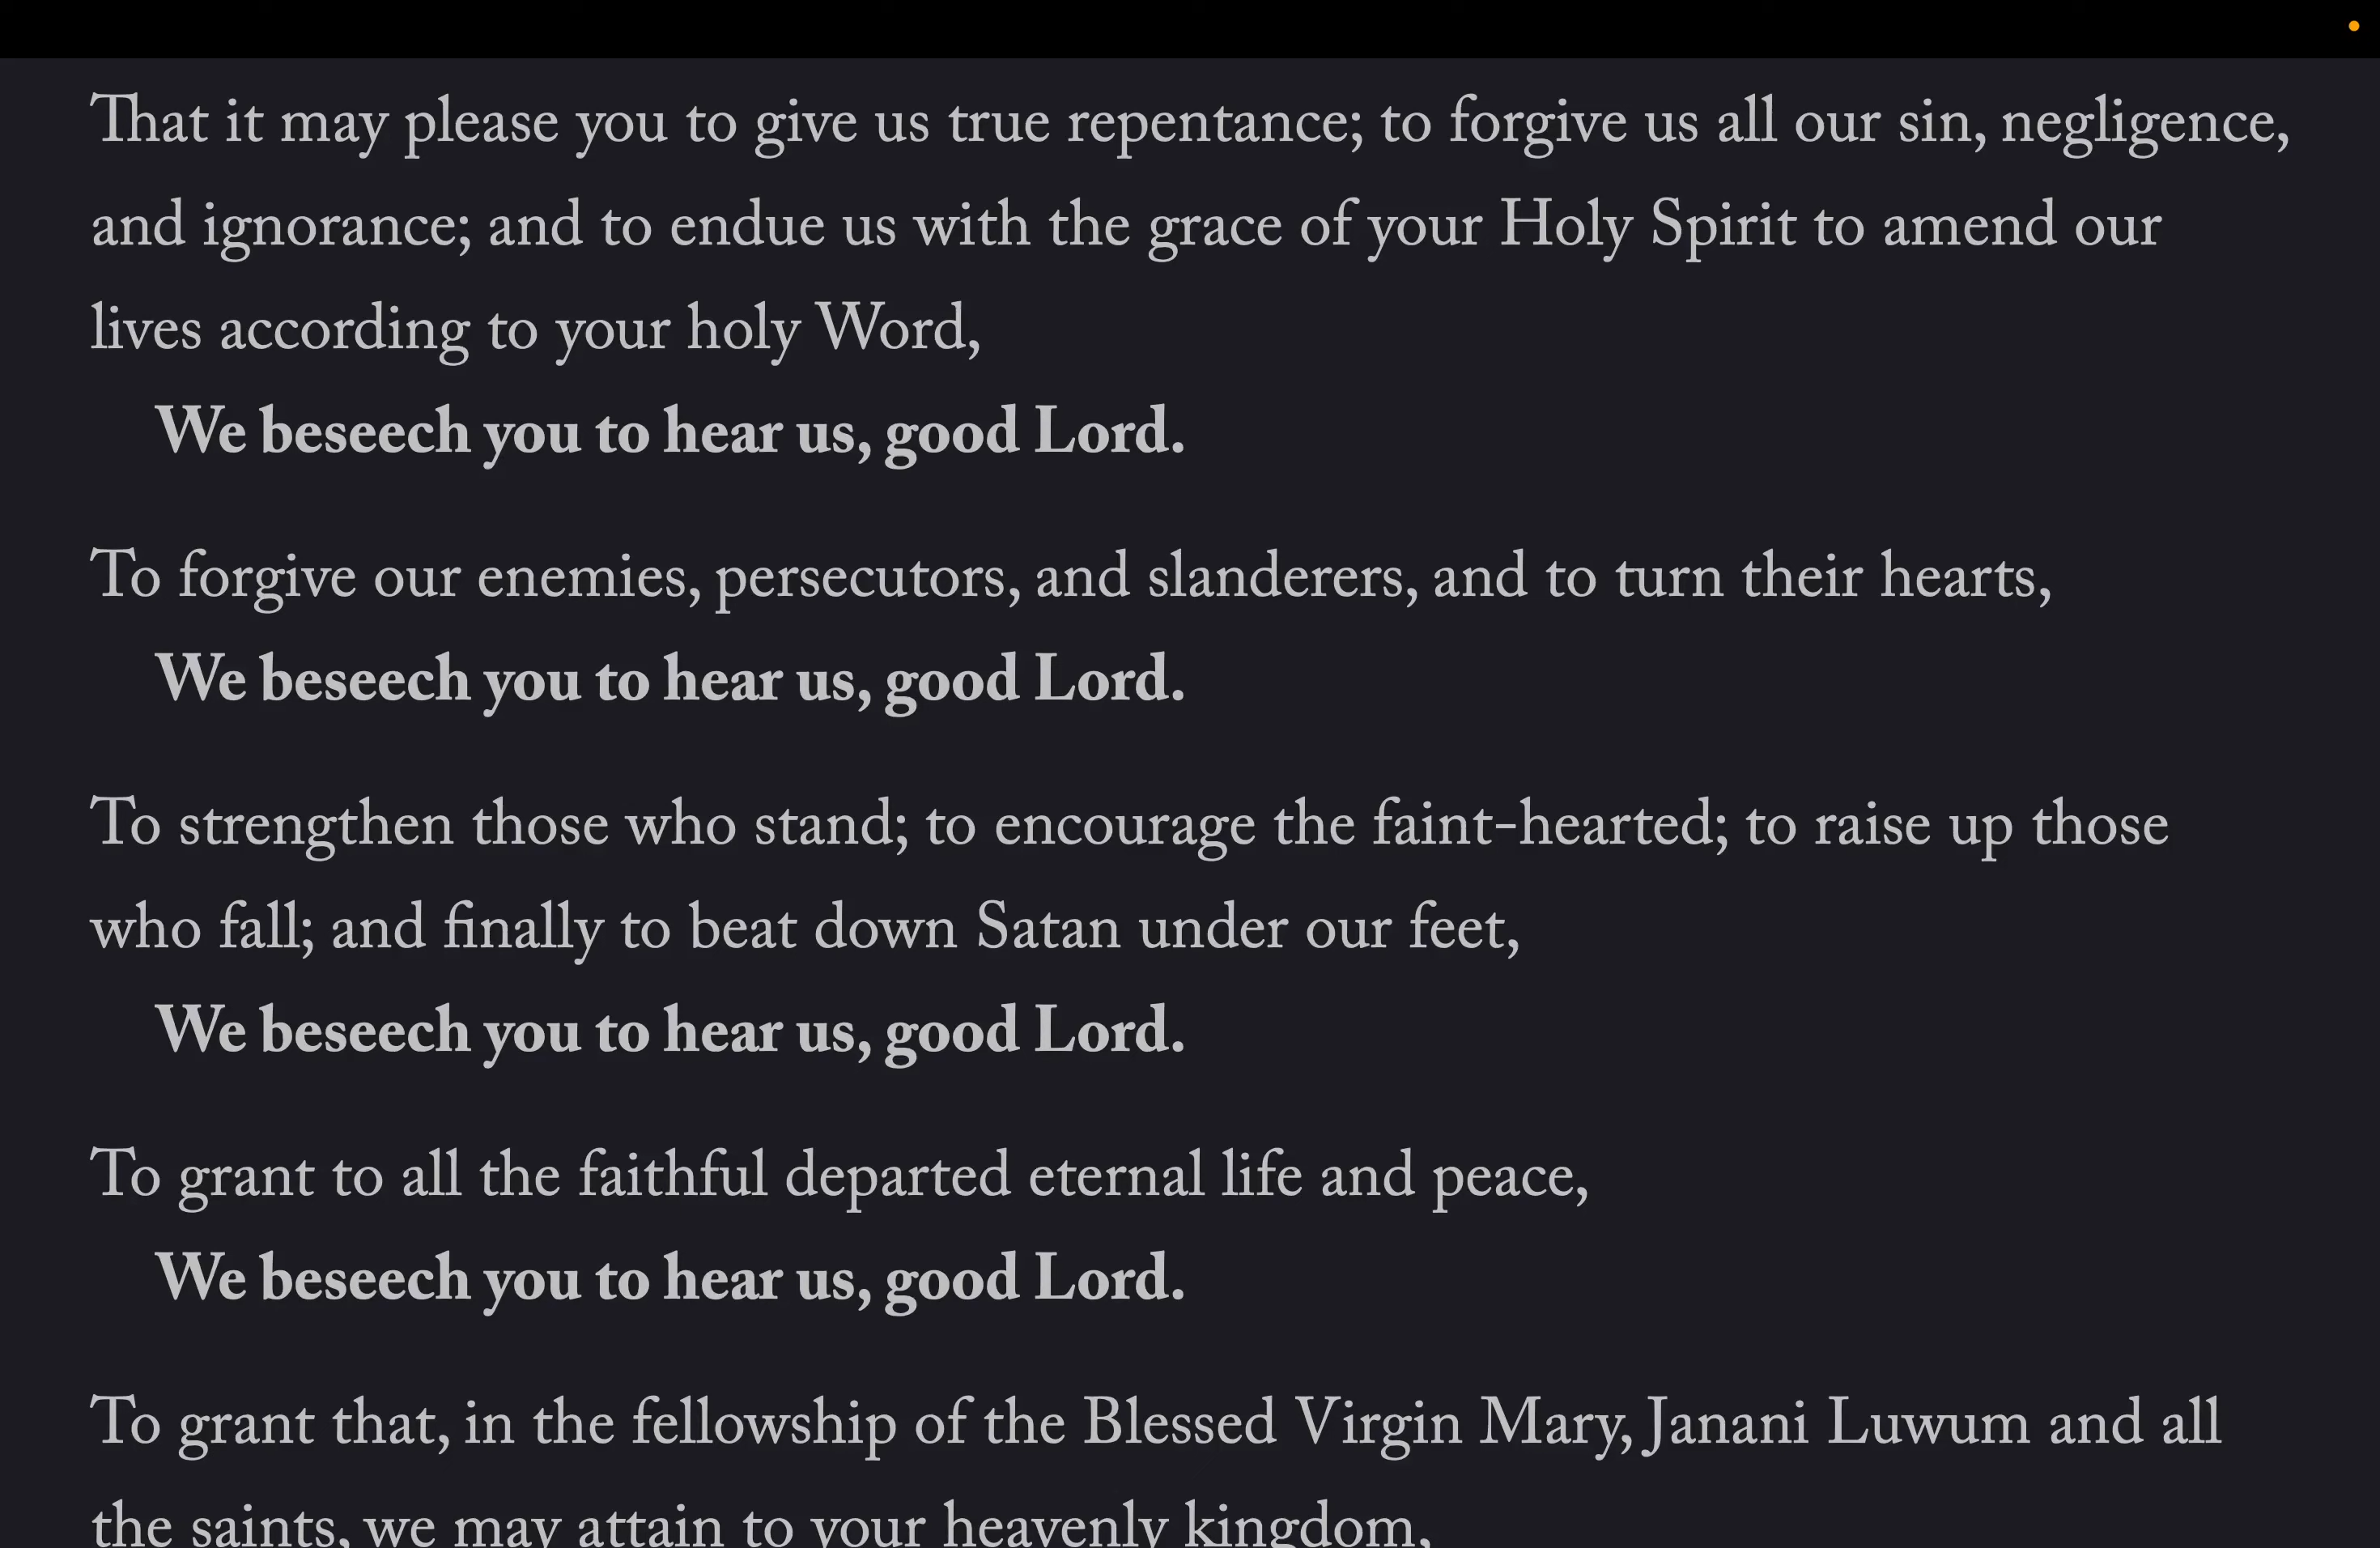 That it may please you to give us true repentance; to forgive us all our sin, negligence,
and ignorance; and to endue us with the grace of your Holy Spirit to amend our
lives according to your holy Word,
We beseech you to hear us, good Lord.
To forgive our enemies, persecutors, and slanderers, and to turn their hearts,
We beseech you to hear us, good Lord.
To strengthen those who stand; to encourage the faint-hearted; to raise up those
who fall; and finally to beat down Satan under our feet,
We beseech you to hear us, good Lord.
To grant to all the faithful departed eternal life and peace,
We beseech you to hear us, good Lord.
To grant that, in the fellowship of the Blessed Virgin Mary, Janani Luwum and all
the saints, we may attain to your heavenly kingdom,